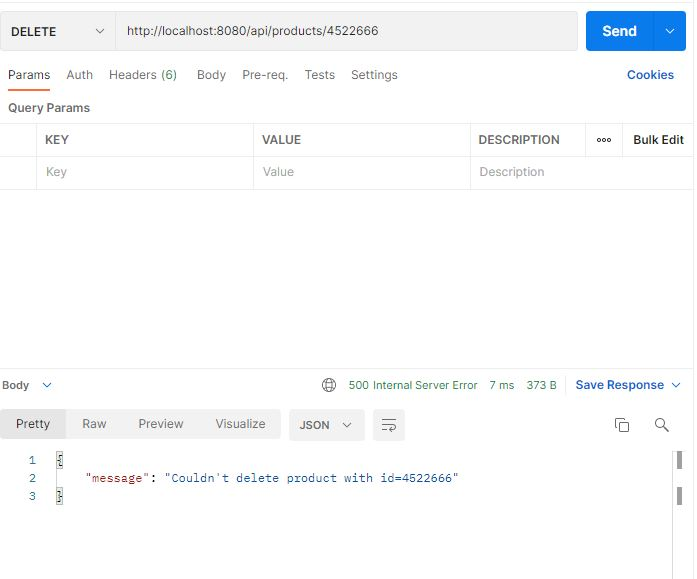 DELETE http://localhost:8080/api/products/4522666 Send
Params Auth Headers (6) Body Pre-req. Tests Settings Cookies
Query Params
KEY VALUE DESCRIPTION ooo Bulk Edit
Key Value Description
Body 500 Internal Server Error 7 ms 373 B Save Response
Pretty Raw Preview Visualize JSON
1 {
2 "message": "Couldn't delete product with id=4522666"
3 }